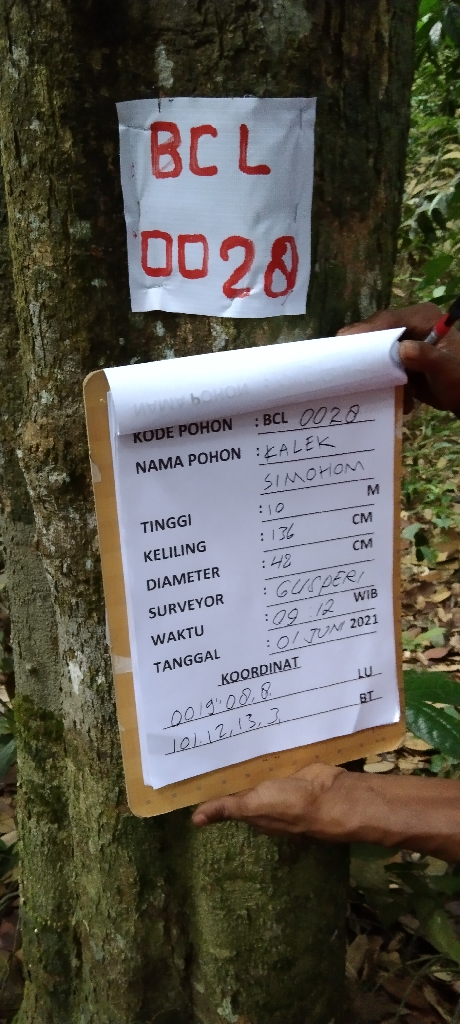 BCL
0028
KODE POHON : BCL 0028
NAMA POHON : KALEK
SIMOHOM
TINGGI : 10 M
KELILING : 136 CM
DIAMETER : 48 CM
SURVEYOR : GUSPERI
WAKTU : 09 12 WIB
TANGGAL : 01 JUNI 2021
KOORDINAT
0019".08,8 LU
101.12,13.3 BT